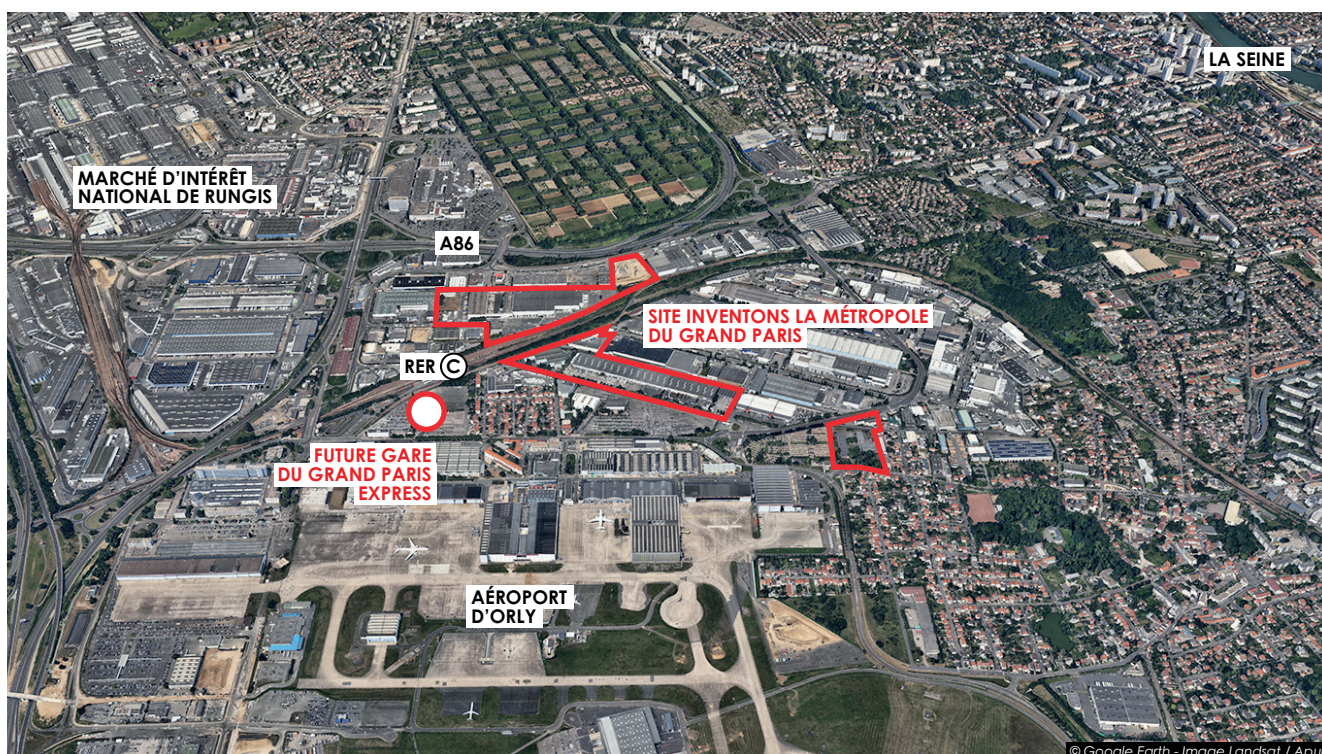 LA SEINE
MARCHÉ D'INTÉRÊT
NATIONAL DE RUNGIS
A86
SITE INVENTONS LA MÉTROPOLE
DU GRAND PARIS
RER C
FUTURE GARE
DU GRAND PARIS
EXPRESS
AÉROPORT
D'ORLY
© Google Earth - Image Landsat / Apu